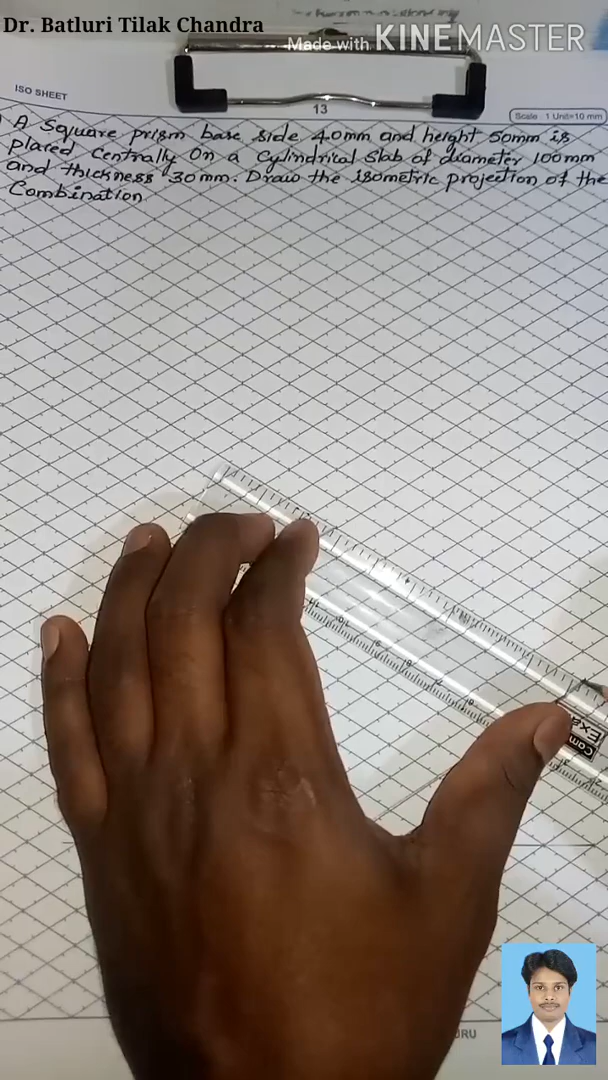 Dr. Batluri Tilak Chandra
Made with KINEMASTER
ISO SHEET
13
Scale 1 Unit=10 mm
A Square prism base side 40mm and height 50mm is
placed Centrally On a Cylindrical Slab of diameter 100mm
and thickness 30mm. Draw the isometric projection of the
Combination